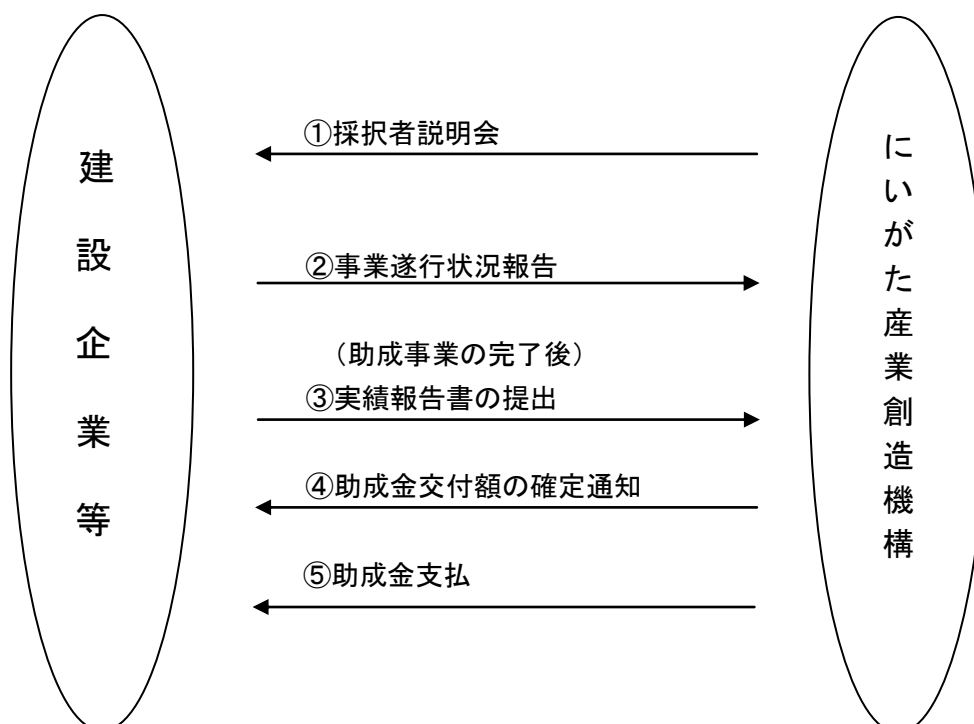 建設企業等
①採択者説明会
②事業遂行状況報告
（助成事業の完了後）
③実績報告書の提出
④助成金交付額の確定通知
⑤助成金支払
にいがた産業創造機構